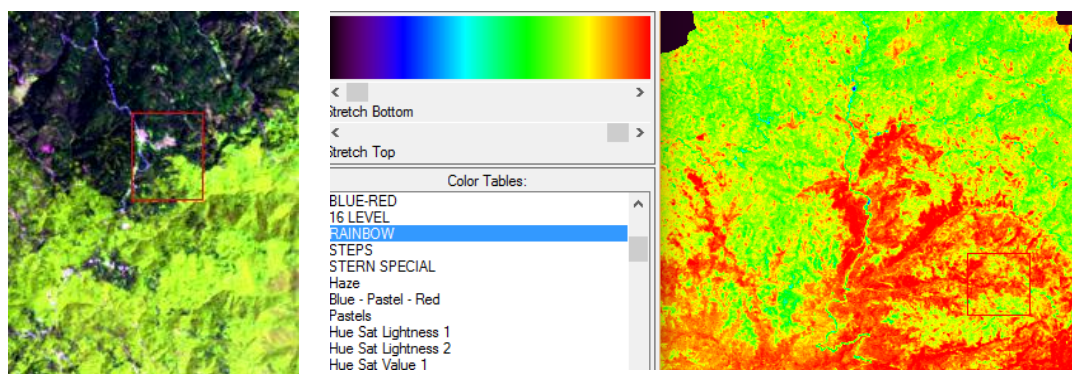 Stretch Bottom
Stretch Top
Color Tables:
BLUE-RED
16 LEVEL
RAINBOW
STEPS
STERN SPECIAL
Haze
Blue - Pastel - Red
Pastels
Hue Sat Lightness 1
Hue Sat Lightness 2
Hue Sat Value 1